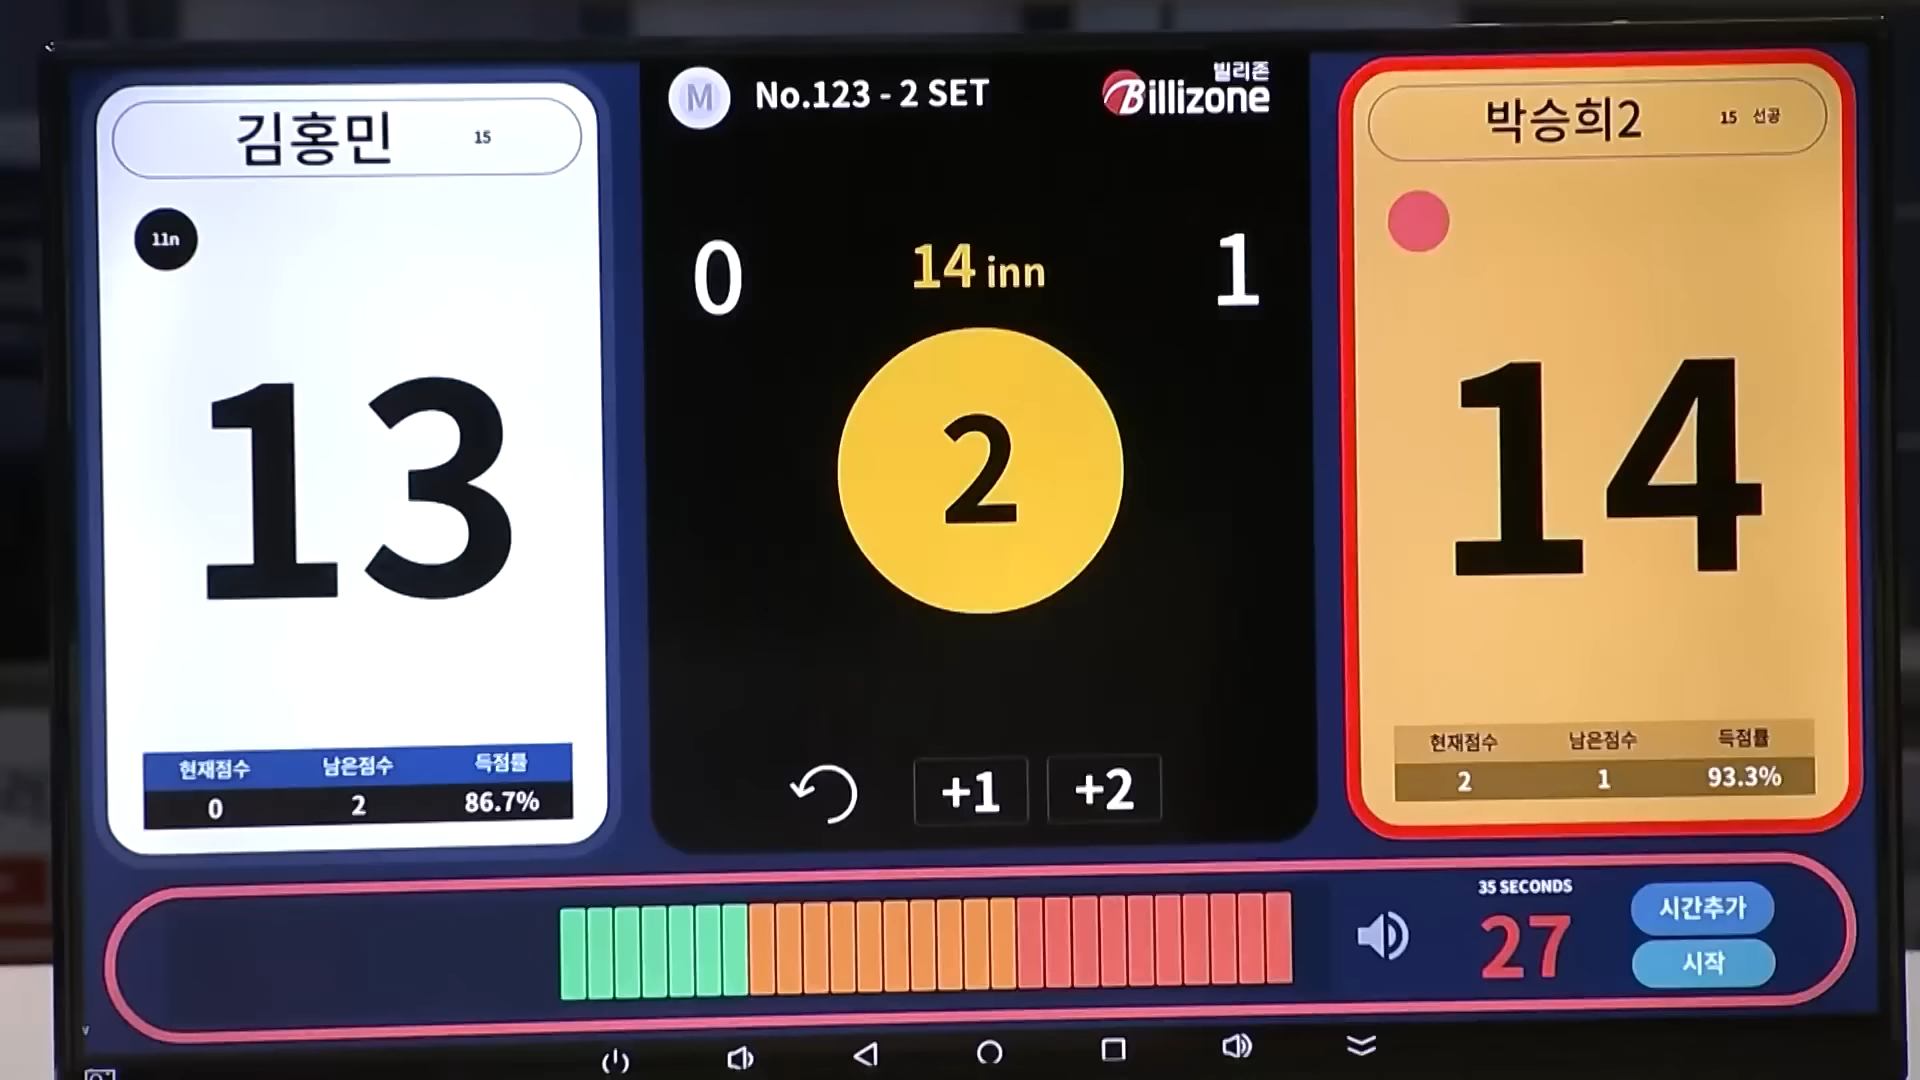 김홍민 15
11n
13
현재점수 남은점수 득점률
0 2 86.7%
M No.123 - 2 SET
빌리존
Billizone
0 14 inn 1
2
+1 +2
박승희2 15 선공
14
현재점수 남은점수 득점률
2 1 93.3%
35 SECONDS
27
시간추가
시작